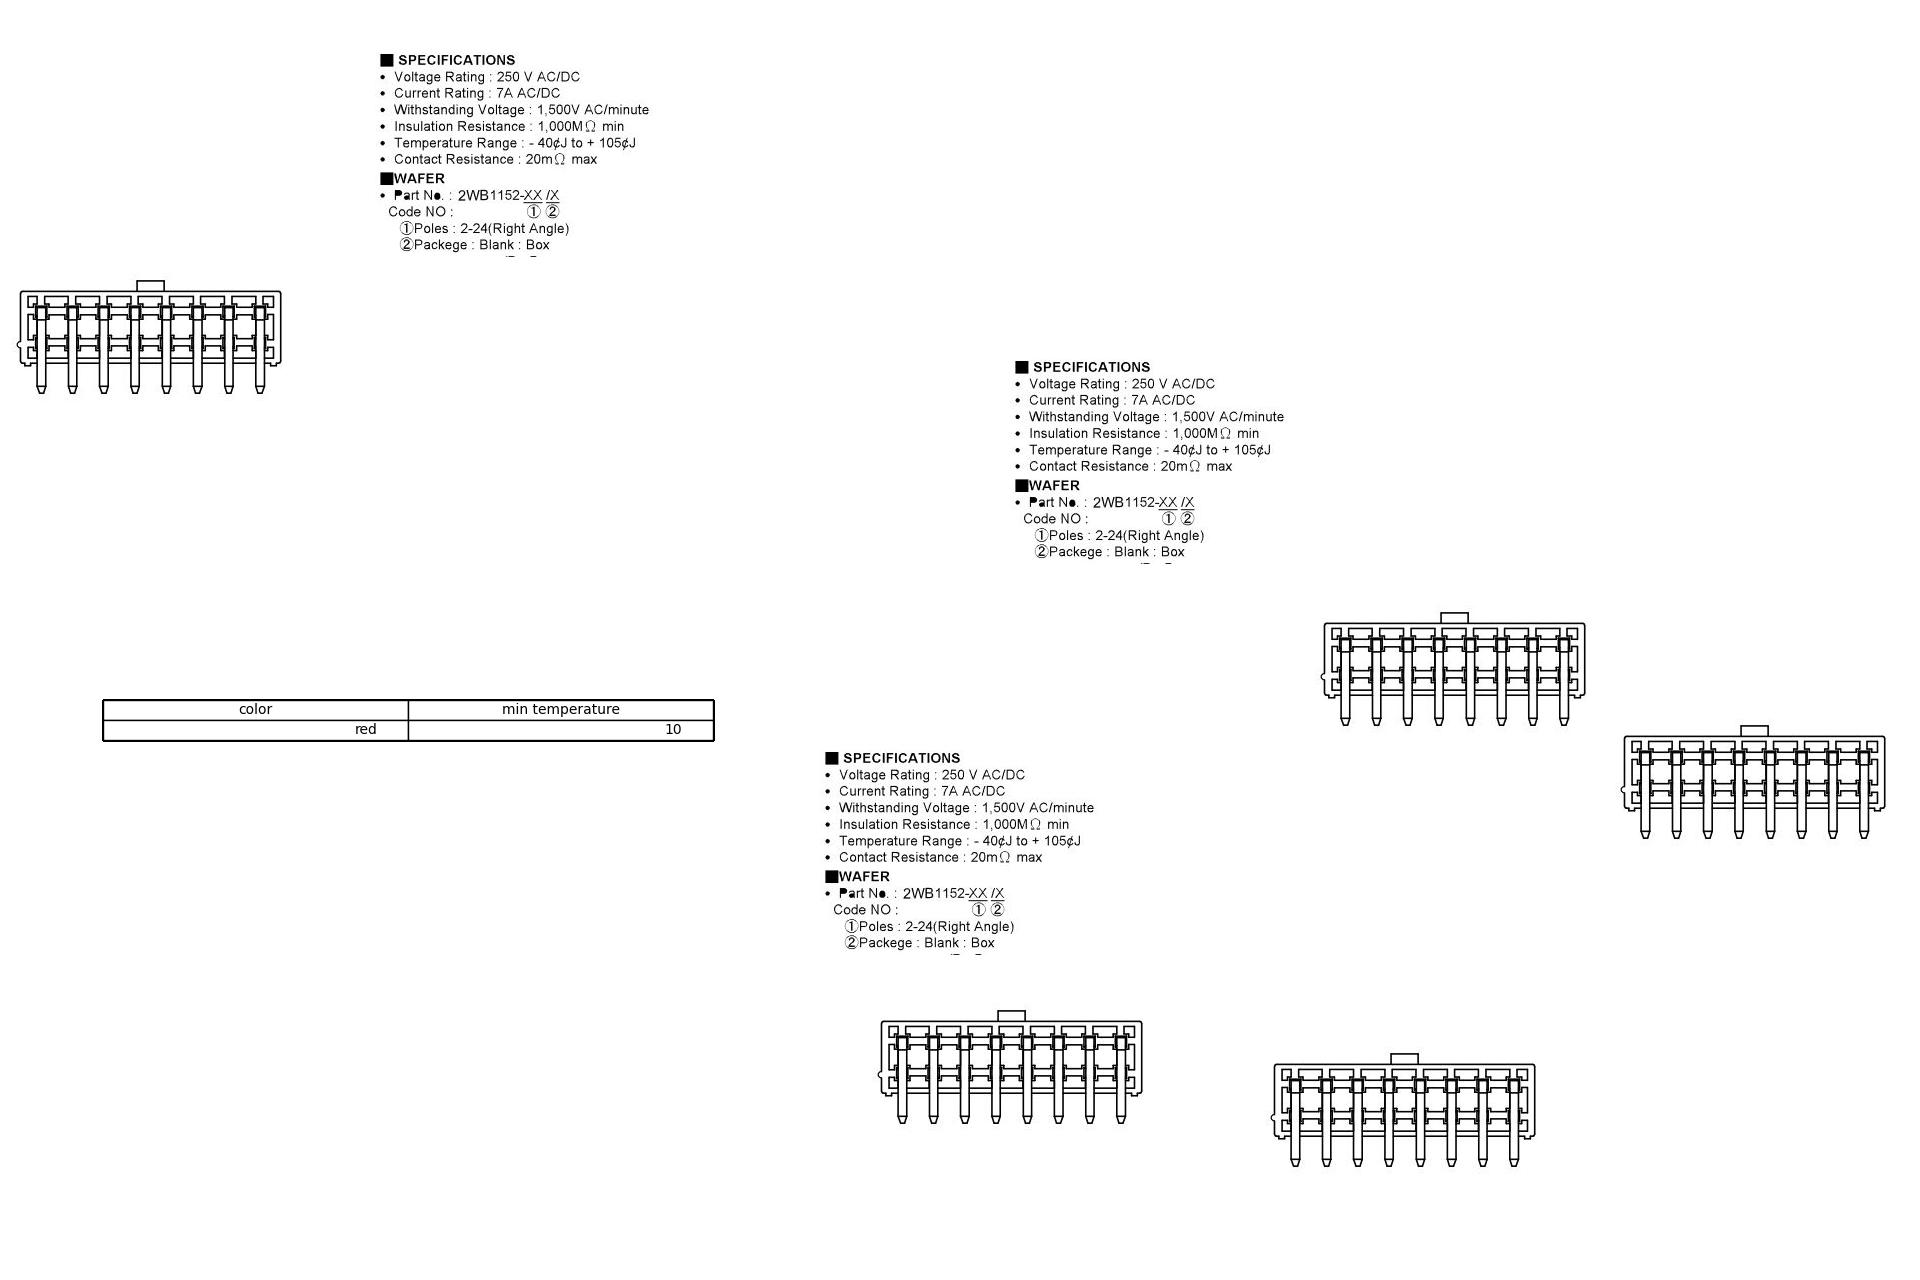 ■ SPECIFICATIONS
• Voltage Rating : 250 V AC/DC
• Current Rating : 7A AC/DC
• Withstanding Voltage : 1,500V AC/minute
• Insulation Resistance : 1,000MΩ min
• Temperature Range : - 40¢J to + 105¢J
• Contact Resistance : 20mΩ max
■WAFER
• Part No. : 2WB1152-XX /X
Code NO : ① ②
①Poles : 2-24(Right Angle)
②Packege : Blank : Box
■ SPECIFICATIONS
• Voltage Rating : 250 V AC/DC
• Current Rating : 7A AC/DC
• Withstanding Voltage : 1,500V AC/minute
• Insulation Resistance : 1,000MΩ min
• Temperature Range : - 40¢J to + 105¢J
• Contact Resistance : 20mΩ max
■WAFER
• Part No. : 2WB1152-XX /X
Code NO : ① ②
①Poles : 2-24(Right Angle)
②Packege : Blank : Box
color min temperature
red 10
■ SPECIFICATIONS
• Voltage Rating : 250 V AC/DC
• Current Rating : 7A AC/DC
• Withstanding Voltage : 1,500V AC/minute
• Insulation Resistance : 1,000MΩ min
• Temperature Range : - 40¢J to + 105¢J
• Contact Resistance : 20mΩ max
■WAFER
• Part No. : 2WB1152-XX /X
Code NO : ① ②
①Poles : 2-24(Right Angle)
②Packege : Blank : Box